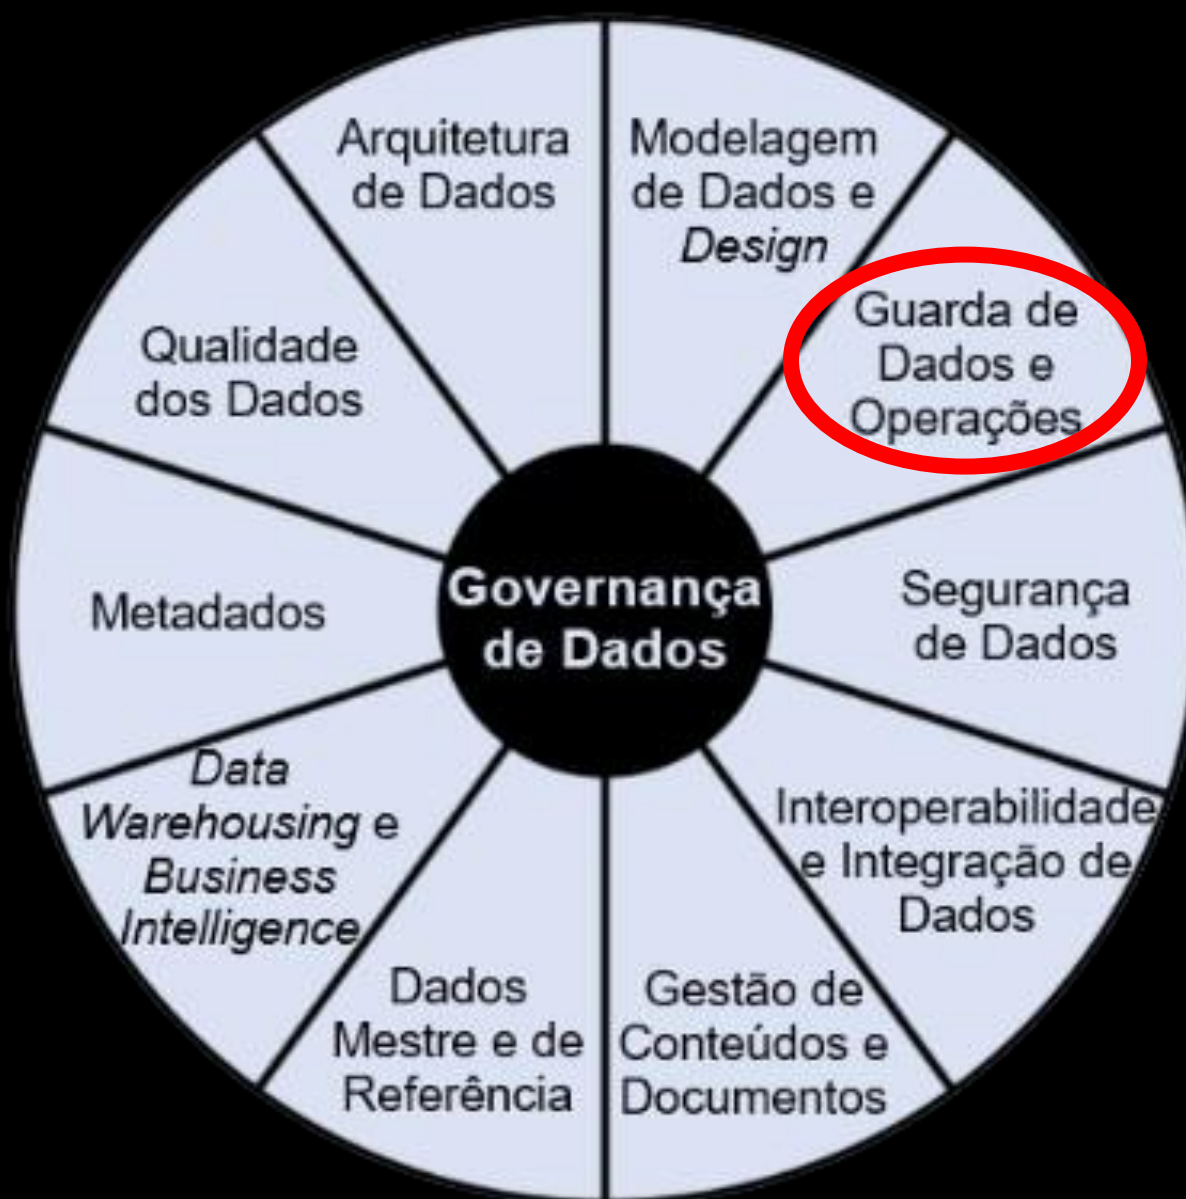 Arquitetura
de Dados
Modelagem
de Dados e
Design
Guarda de
Dados e
Operações
Segurança
de Dados
Interoperabilidade
e Integração de
Dados
Gestão de
Conteúdos e
Documentos
Dados
Mestre e de
Referência
Data
Warehousing e
Business
Intelligence
Metadados
Qualidade
dos Dados
Governança
de Dados